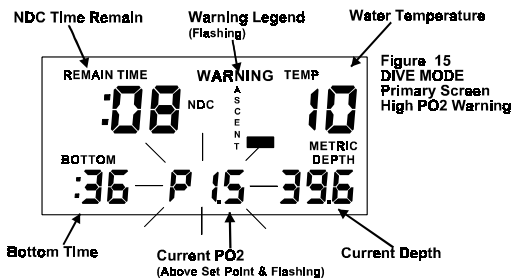 NDC Time Remain
Warning Legend
(Flashing)
Water Temperature
Figure 15
DIVE MODE
Primary Screen
High PO2 Warning
REMAIN TIME
WARNING
TEMP
:08
NDC
ASCENT
10
METRIC
DEPTH
BOTTOM
:36
P 1.5
39.6
Bottom Time
Current PO2
(Above Set Point & Flashing)
Current Depth